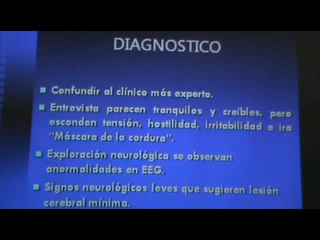 DIAGNOSTICO
Confundir al clínico más experto.
Entrevista parecen tranquilos y creíbles, pero
esconden tensión, hostilidad, irritabilidad e ira
"Máscara de la cordura".
Exploración neurológica se observan
anormalidades en EEG.
Signos neurológicos leves que sugieren lesión
cerebral mínima.